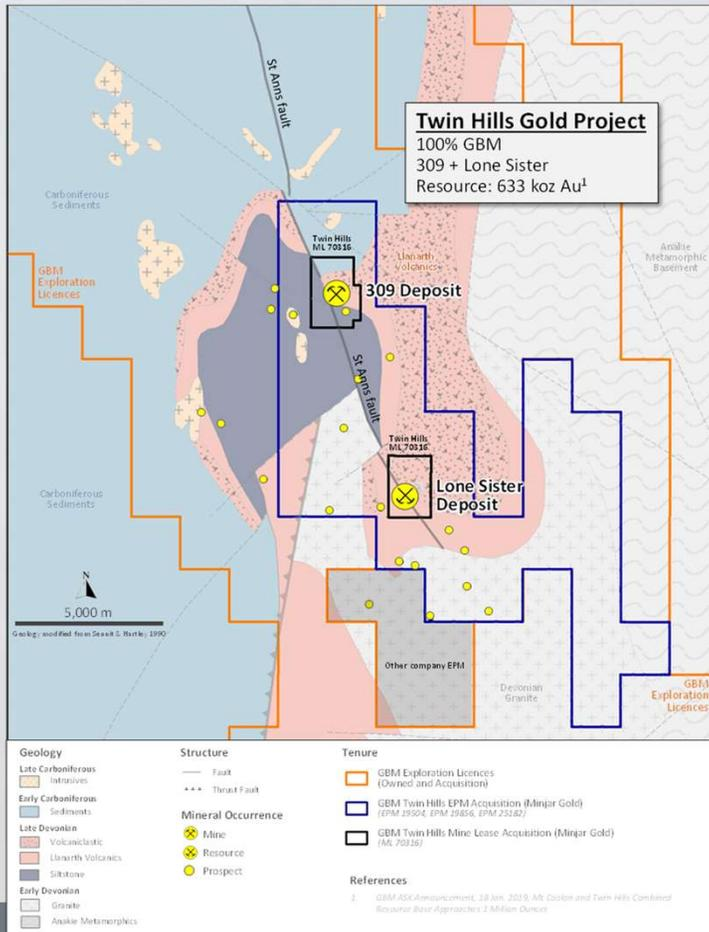 St Anns fault
Twin Hills Gold Project
100% GBM
309 + Lone Sister
Resource: 633 koz Au¹
Carboniferous
Sediments
Twin Hills
ML 70316
Llanarth
Volcanics
Anakie
Metamorphic
Basement
GBM
Exploration
Licences
309 Deposit
St Anns fault
Twin Hills
ML 70316
Lone Sister
Deposit
Carboniferous
Sediments
N
5,000 m
Geology modified from
Hartley 1990
Other company EPM
Devonian
Granite
GBM
Exploration
Licences
Geology
Late Carboniferous
Intrusives
Early Carboniferous
Sediments
Late Devonian
Volcaniclastic
Llanarth Volcanics
Siltstone
Early Devonian
Granite
Anakie Metamorphics
Structure
Fault
Thrust Fault
Mineral Occurrence
Mine
Resource
Prospect
Tenure
GBM Exploration Licences
(Owned and Acquisition)
GBM Twin Hills EPM Acquisition (Minjar Gold)
(EPM 19504, EPM 19856, EPM 25182)
GBM Twin Hills Mine Lease Acquisition (Minjar Gold)
(ML 70316)
References
1 GBM ASX Announcement, 18 Jan. 2019, Mt Coolon and Twin Hills Combined
Resource Base Approaches 1 Million Ounces